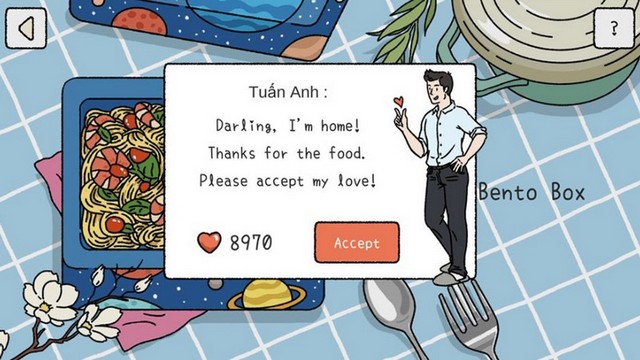 ?
Tuấn Anh :
Darling, I'm home!
Thanks for the food.
Please accept my love!
Bento Box
8970
Accept